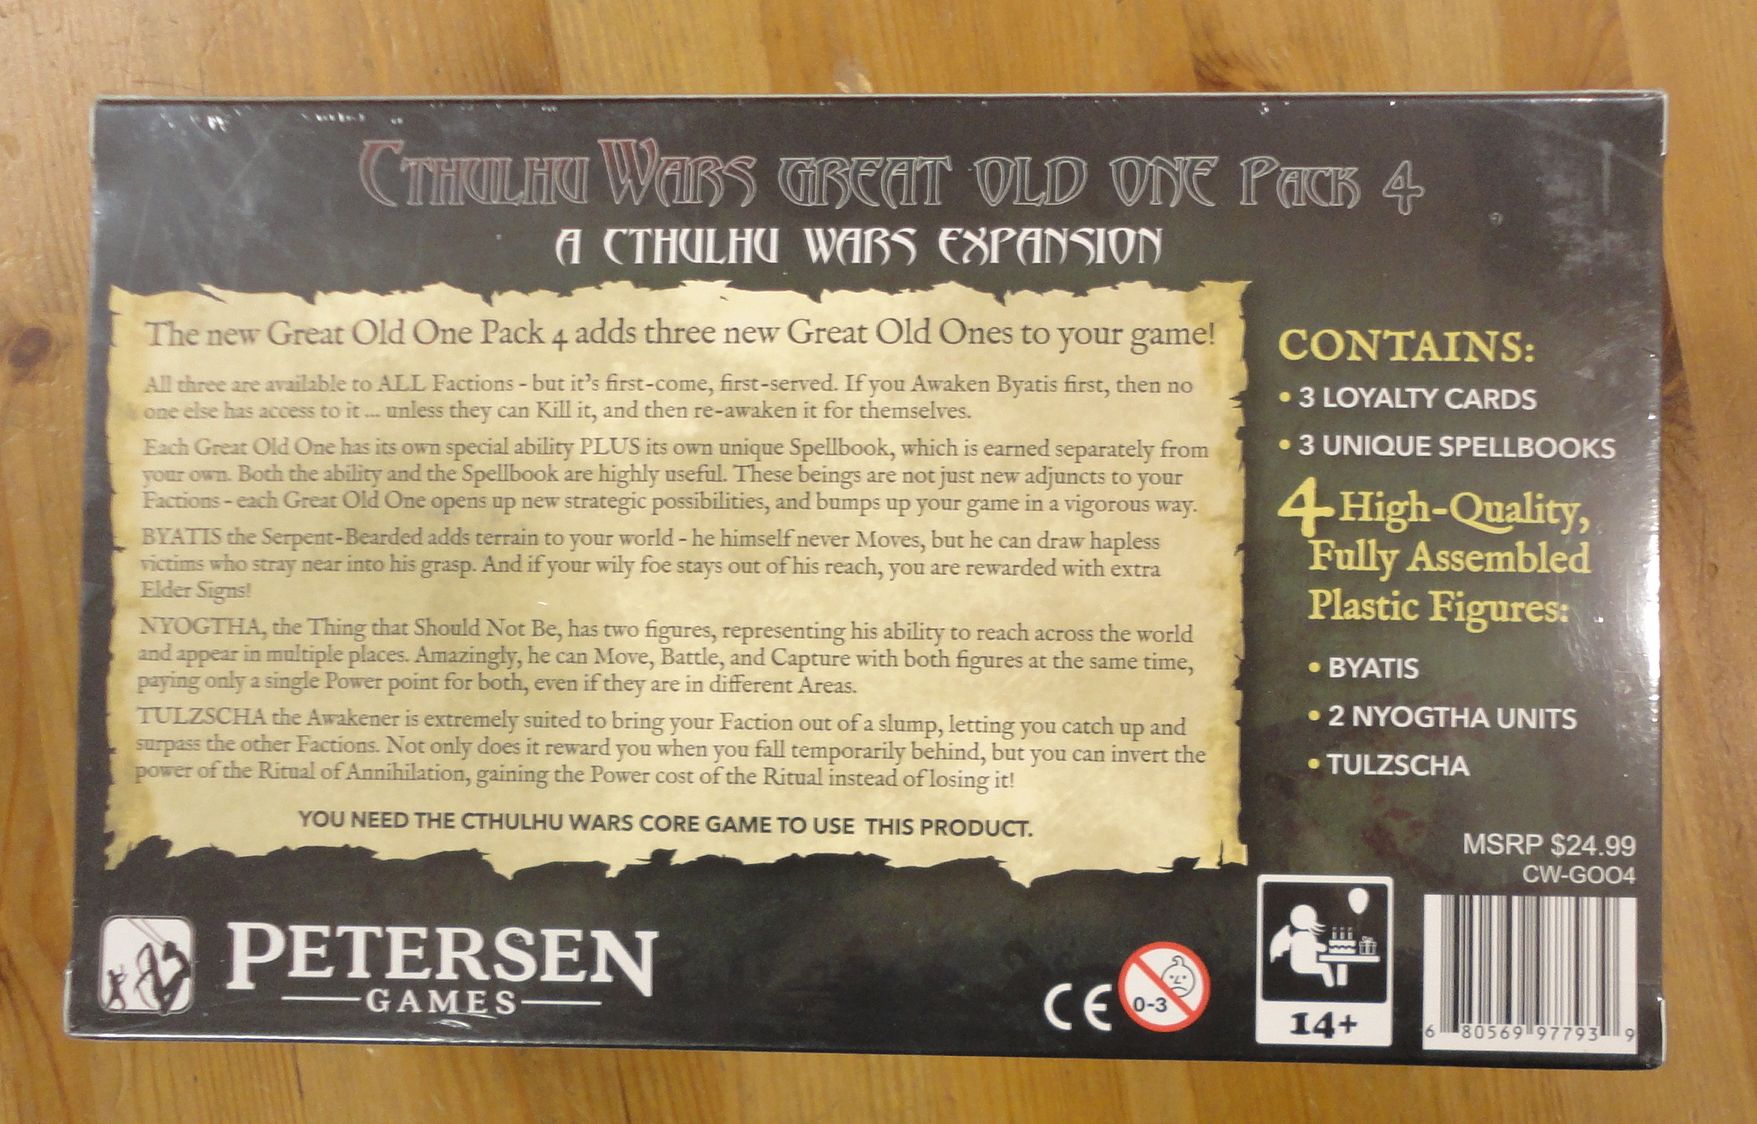 Cthulhu Wars Great Old One Pack 4
A Cthulhu Wars Expansion
The new Great Old One Pack 4 adds three new Great Old Ones to your game!
All three are available to ALL Factions - but it's first-come, first-served. If you Awaken Byatis first, then no
one else has access to it ... unless they can Kill it, and then re-awaken it for themselves.
Each Great Old One has its own special ability PLUS its own unique Spellbook, which is earned separately from
your own. Both the ability and the Spellbook are highly useful. These beings are not just new adjuncts to your
Factions - each Great Old One opens up new strategic possibilities, and bumps up your game in a vigorous way.
BYATIS the Serpent-Bearded adds terrain to your world - he himself never Moves, but he can draw hapless
victims who stray near into his grasp. And if your wily foe stays out of his reach, you are rewarded with extra
Elder Signs!
NYOGTHA, the Thing that Should Not Be, has two figures, representing his ability to reach across the world
and appear in multiple places. Amazingly, he can Move, Battle, and Capture with both figures at the same time,
paying only a single Power point for both, even if they are in different Areas.
TULZSCHA the Awakener is extremely suited to bring your Faction out of a slump, letting you catch up and
surpass the other Factions. Not only does it reward you when you fall temporarily behind, but you can invert the
power of the Ritual of Annihilation, gaining the Power cost of the Ritual instead of losing it!
YOU NEED THE CTHULHU WARS CORE GAME TO USE THIS PRODUCT.
CONTAINS:
• 3 LOYALTY CARDS
• 3 UNIQUE SPELLBOOKS
4 High-Quality,
Fully Assembled
Plastic Figures:
• BYATIS
• 2 NYOGTHA UNITS
• TULZSCHA
MSRP $24.99
CW-GOO4
PETERSEN
GAMES
CE
0-3
14+
6 80569 97793 9